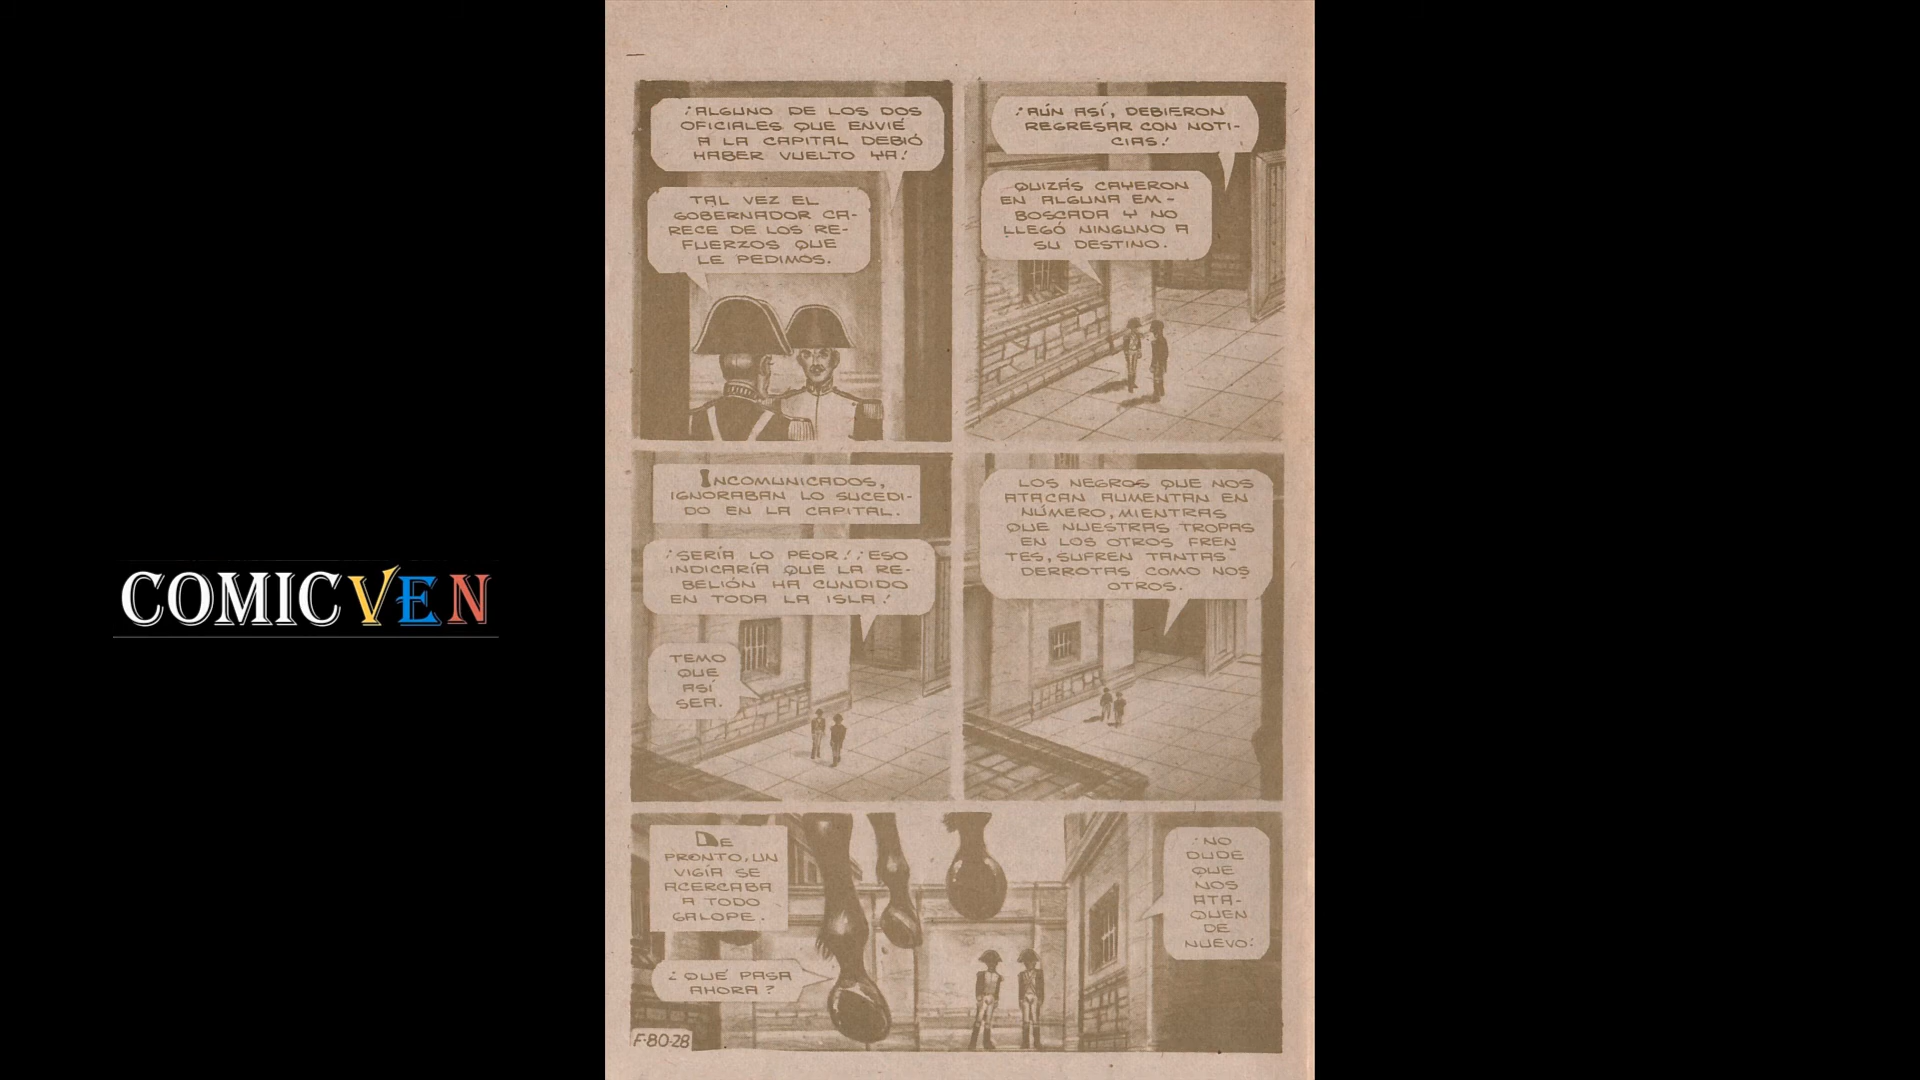 ¡ALGUNO DE LOS DOS
OFICIALES QUE ENVIÉ
A LA CAPITAL DEBIÓ
HABER VUELTO YA!
TAL VEZ EL
GOBERNADOR CA-
RECE DE LOS RE-
FUERZOS QUE
LE PEDIMOS.
¡AÚN ASÍ, DEBIERON
REGRESAR CON NOTI-
CIAS!
QUIZÁS CAYERON
EN ALGUNA EM-
BOSCADA Y NO
LLEGÓ NINGUNO A
SU DESTINO.
INCOMUNICADOS,
IGNORABAN LO SUCEDI-
DO EN LA CAPITAL.
¡SERÍA LO PEOR! ¡ESO
INDICARÍA QUE LA RE-
BELIÓN HA CUNDIDO
EN TODA LA ISLA!
TEMO
QUE
ASÍ
SEA.
LOS NEGROS QUE NOS
ATACAN AUMENTAN EN
NÚMERO, MIENTRAS
QUE NUESTRAS TROPAS
EN LOS OTROS FREN-
TES, SUFREN TANTAS
DERROTAS COMO NOS
OTROS.
DE
PRONTO, UN
VIGÍA SE
ACERCABA
A TODO
GALOPE.
¿QUÉ PASA
AHORA?
¡NO
DUDE
QUE
NOS
ATA-
QUEN
DE
NUEVO!
F-80-28
COMICVEN